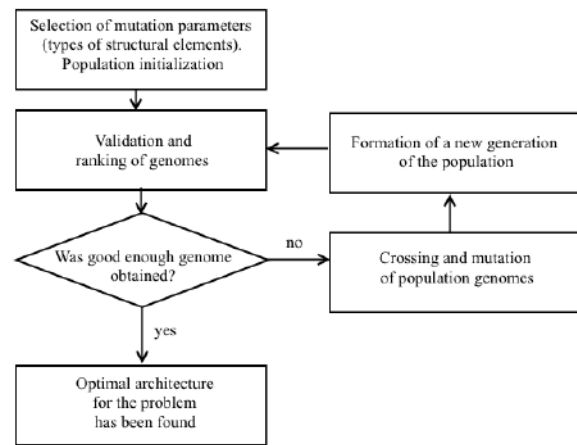 Selection of mutation parameters
(types of structural elements).
Population initialization
Validation and
ranking of genomes
Formation of a new generation
of the population
Was good enough genome
obtained?
no
Crossing and mutation
of population genomes
yes
Optimal architecture
for the problem
has been found